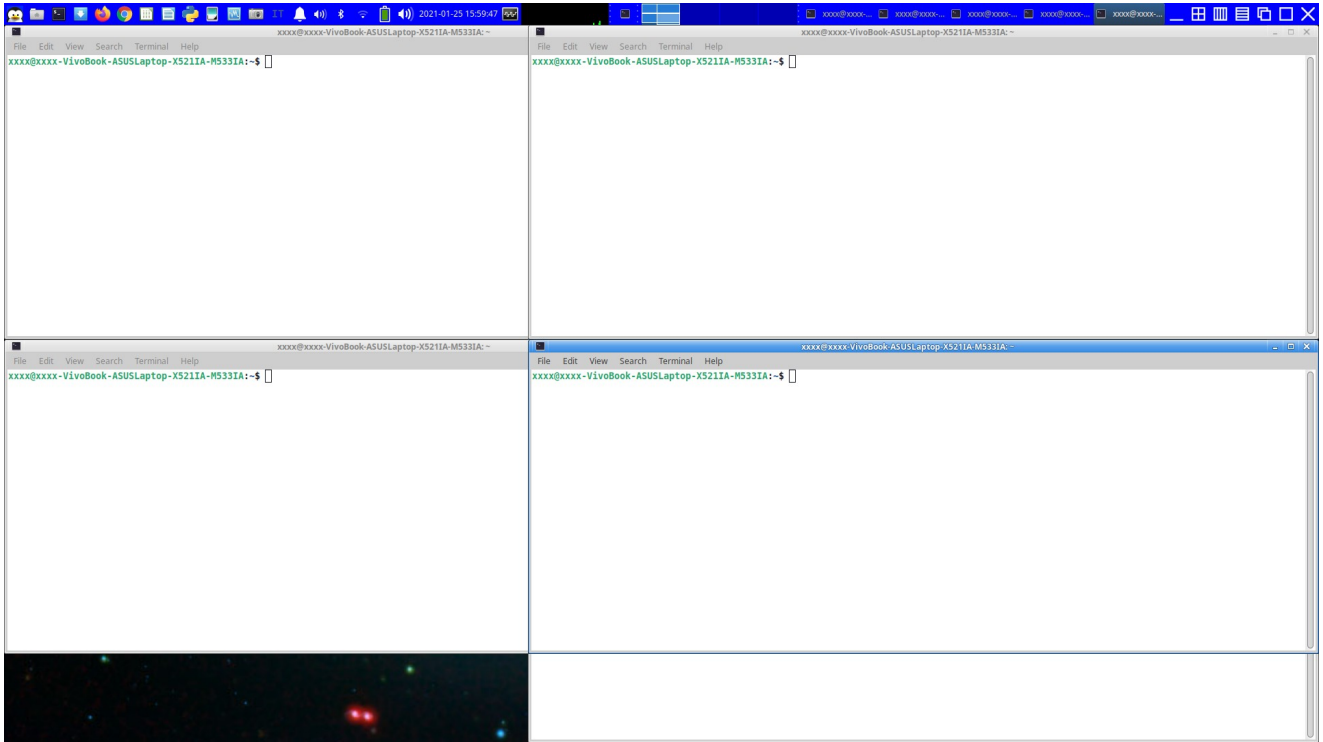 IT 2021-01-25 15:59:47 xxxx@xxxx-... xxxx@xxxx-... xxxx@xxxx-... xxxx@xxxx-... xxxx@xxxx-...
xxxx@xxxx-VivoBook-ASUSLaptop-X521IA-M533IA: ~
File Edit View Search Terminal Help
xxxx@xxxx-VivoBook-ASUSLaptop-X521IA-M533IA:~$
xxxx@xxxx-VivoBook-ASUSLaptop-X521IA-M533IA: ~
File Edit View Search Terminal Help
xxxx@xxxx-VivoBook-ASUSLaptop-X521IA-M533IA:~$
xxxx@xxxx-VivoBook-ASUSLaptop-X521IA-M533IA: ~
File Edit View Search Terminal Help
xxxx@xxxx-VivoBook-ASUSLaptop-X521IA-M533IA:~$
xxxx@xxxx-VivoBook-ASUSLaptop-X521IA-M533IA: ~
File Edit View Search Terminal Help
xxxx@xxxx-VivoBook-ASUSLaptop-X521IA-M533IA:~$